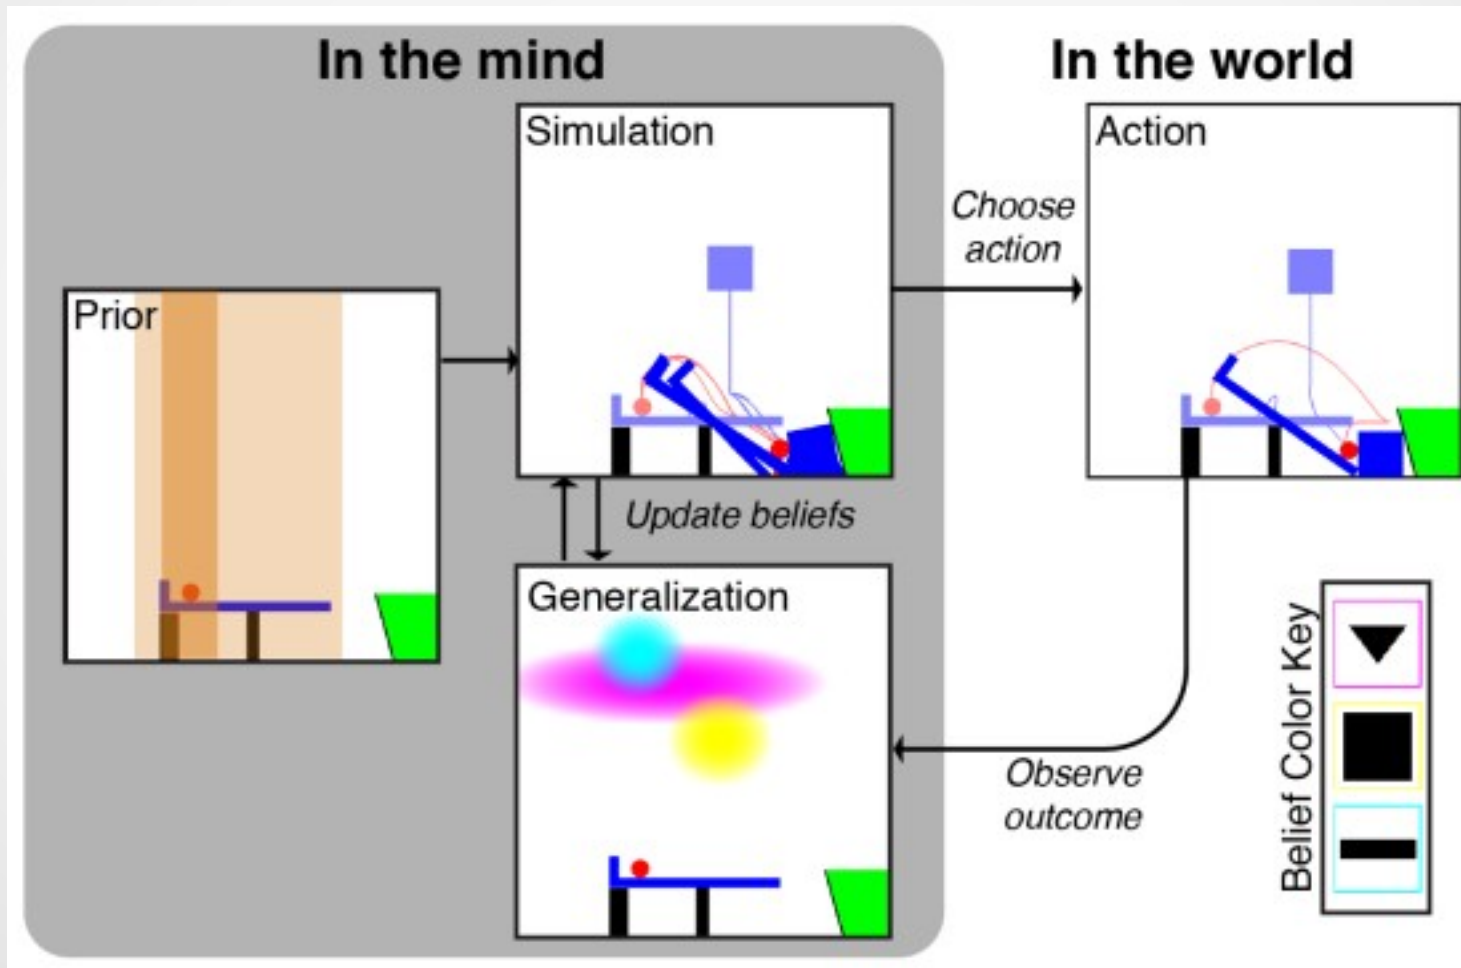 In the mind
In the world
Simulation
Action
Choose
action
Prior
Update beliefs
Generalization
Observe
outcome
Belief Color Key